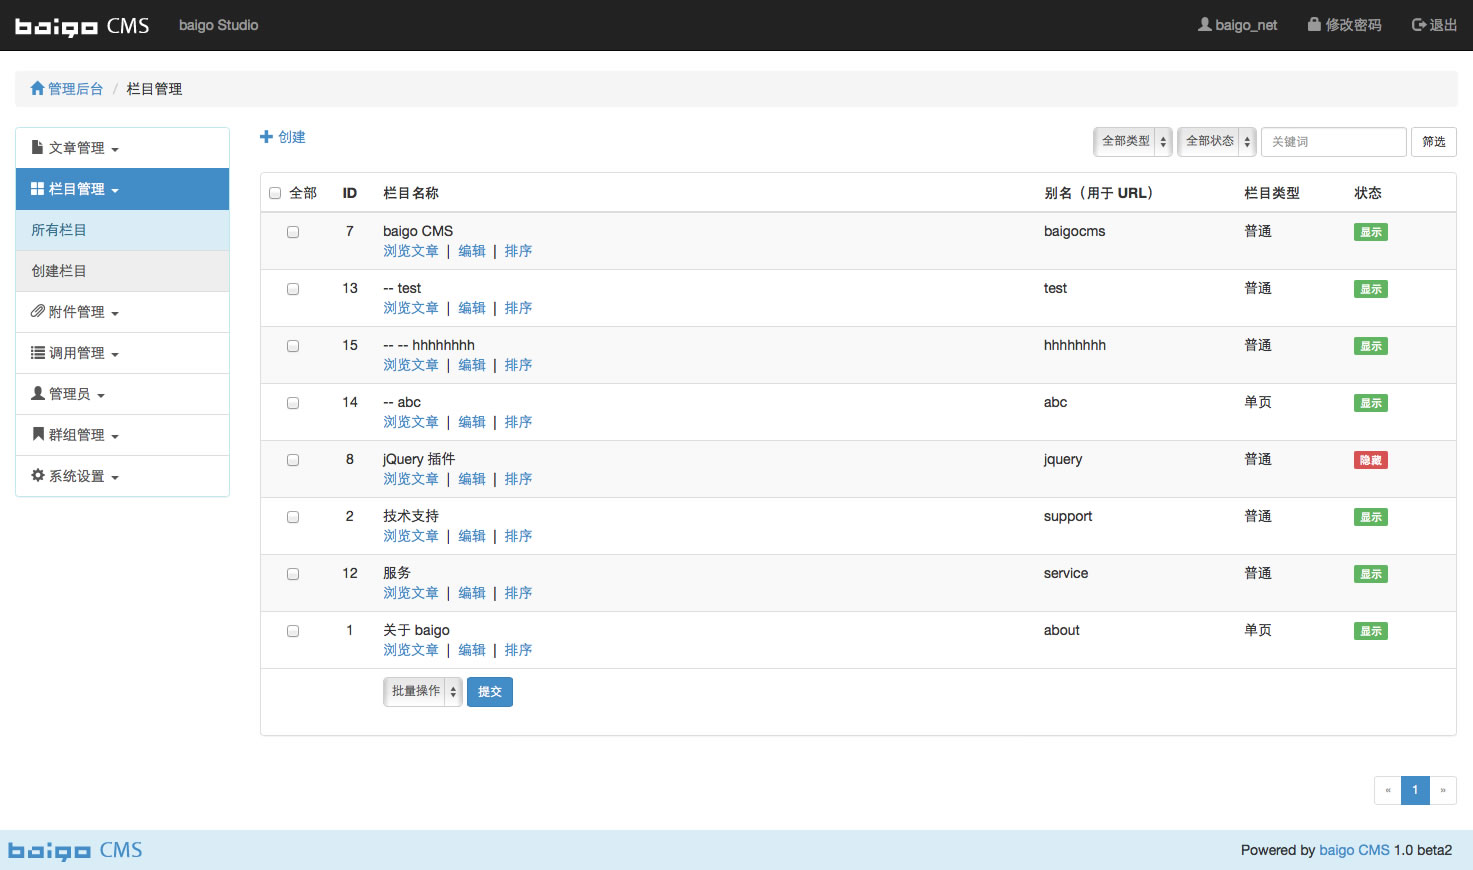 baigo CMS baigo Studio baigo_net 修改密码 退出
管理后台 / 栏目管理
文章管理
栏目管理
所有栏目
创建栏目
附件管理
调用管理
管理员
群组管理
系统设置
创建 全部类型 全部状态 关键词 筛选
全部 ID 栏目名称 别名（用于 URL） 栏目类型 状态
7 baigo CMS baigocms 普通 显示
浏览文章 | 编辑 | 排序
13 -- test test 普通 显示
浏览文章 | 编辑 | 排序
15 -- -- hhhhhhhh hhhhhhhh 普通 显示
浏览文章 | 编辑 | 排序
14 -- abc abc 单页 显示
浏览文章 | 编辑 | 排序
8 jQuery 插件 jquery 普通 隐藏
浏览文章 | 编辑 | 排序
2 技术支持 support 普通 显示
浏览文章 | 编辑 | 排序
12 服务 service 普通 显示
浏览文章 | 编辑 | 排序
1 关于 baigo about 单页 显示
浏览文章 | 编辑 | 排序
批量操作 提交
« 1 »
baigo CMS Powered by baigo CMS 1.0 beta2